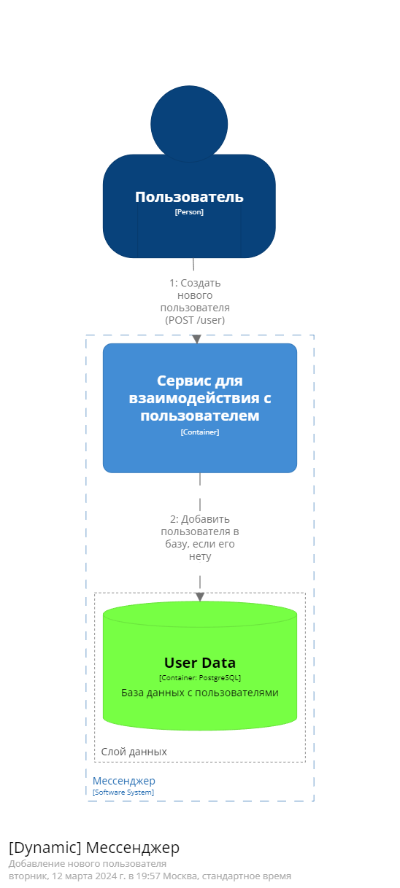 Пользователь
[Person]
1: Создать
нового
пользователя
(POST /user)
Сервис для
взаимодействия с
пользователем
[Container]
2: Добавить
пользователя в
базу, если его
нету
User Data
[Container: PostgreSQL]
База данных с пользователями
Слой данных
Мессенджер
[Software System]
[Dynamic] Мессенджер
Добавление нового пользователя
вторник, 12 марта 2024 г. в 19:57 Москва, стандартное время